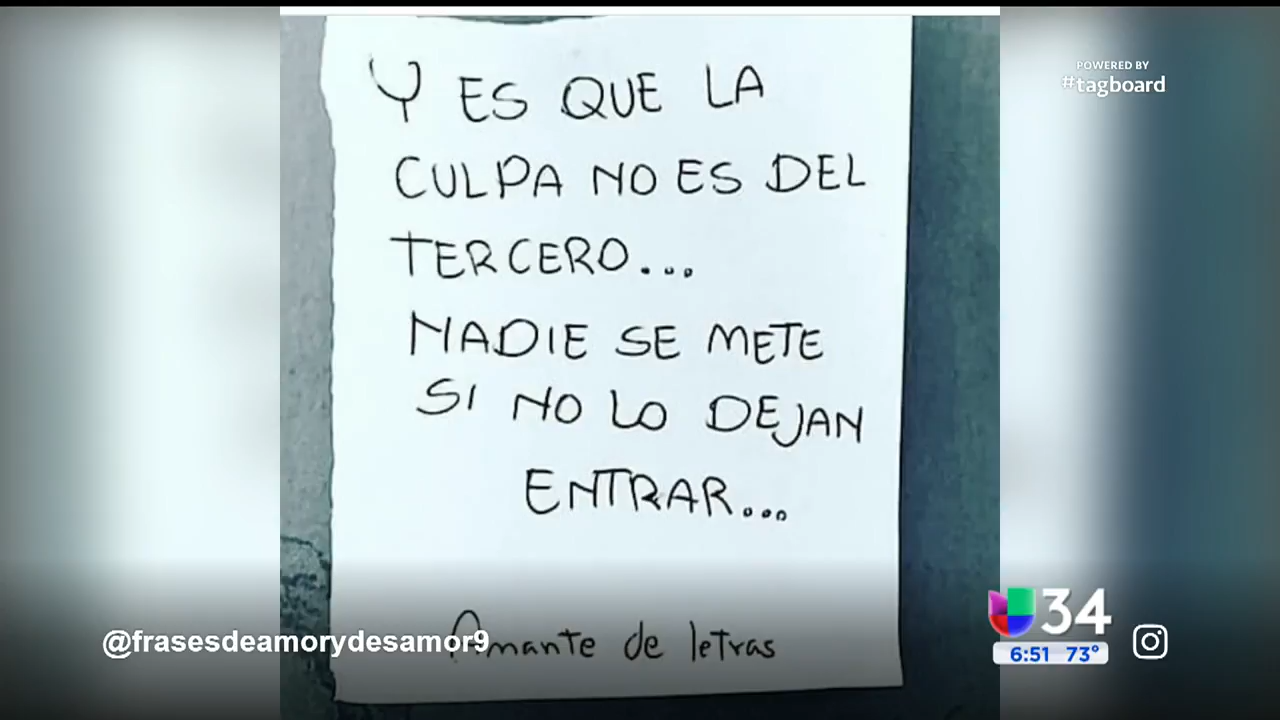 Y ES QUE LA
CULPA NO ES DEL
TERCERO...
NADIE SE METE
SI NO LO DEJAN
ENTRAR...
Amante de letras
@frasesdeamorydesamor9
POWERED BY
#tagboard
34
6:51 73°